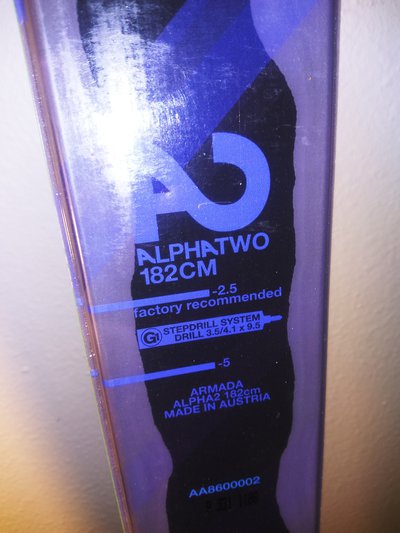 ALPHATWO
182CM
-2.5
factory recommended
STEPDRILL SYSTEM
DRILL 3.5/4.1 x 9.5
-5
ARMADA
ALPHA2 182cm
MADE IN AUSTRIA
AA8600002